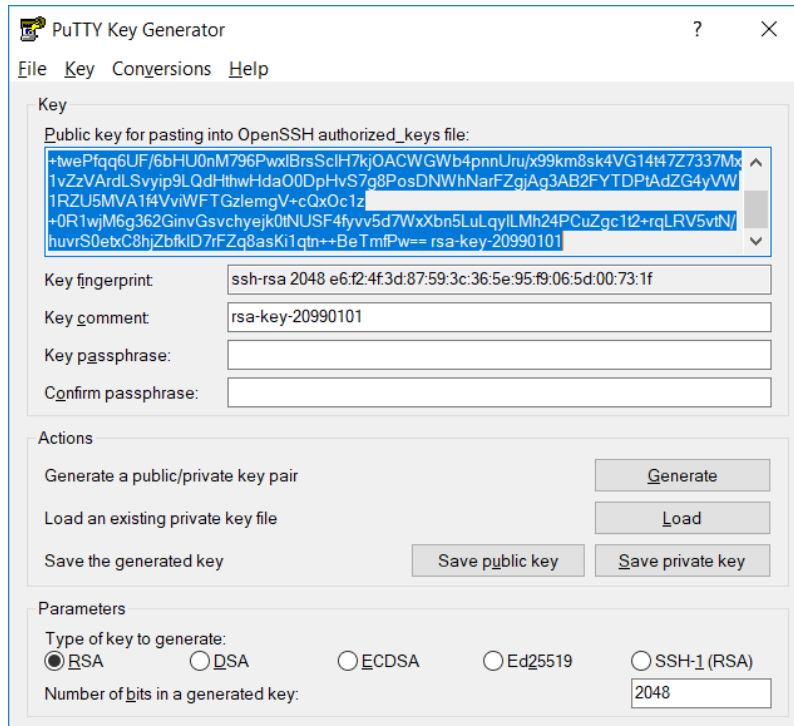 PuTTY Key Generator
File Key Conversions Help
Key
Public key for pasting into OpenSSH authorized_keys file:
+twePfqq6UF/6bHU0nM796PwxlBrsSclH7kjOACWGWb4pnnUru/x99km8sk4VG14t47Z7337Mx
1vZzVArdLSvyip9LQdHthwHdaO0DpHvS7g8PosDNWhNarFZgjAg3AB2FYTDPtAdZG4yVW
1RZU5MVA1f4VviWFTGzlemgV+cQxOc1z
+0R1wjM6g362GinvGsvchyejk0tNUSF4fyvv5d7WxXbn5LuLqylLMh24PCuZgc1t2+rqLRV5vtN/
huvrS0etxC8hjZbfklD7rFZq8asKi1qtn++BeTmfPw== rsa-key-20990101
Key fingerprint: ssh-rsa 2048 e6:f2:4f:3d:87:59:3c:36:5e:95:f9:06:5d:00:73:1f
Key comment: rsa-key-20990101
Key passphrase:
Confirm passphrase:
Actions
Generate a public/private key pair Generate
Load an existing private key file Load
Save the generated key Save public key Save private key
Parameters
Type of key to generate:
RSA DSA ECDSA Ed25519 SSH-1 (RSA)
Number of bits in a generated key: 2048